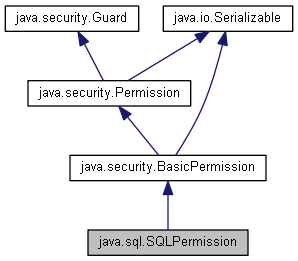 java.security.Guard
java.io.Serializable
java.security.Permission
java.security.BasicPermission
java.sql.SQLPermission